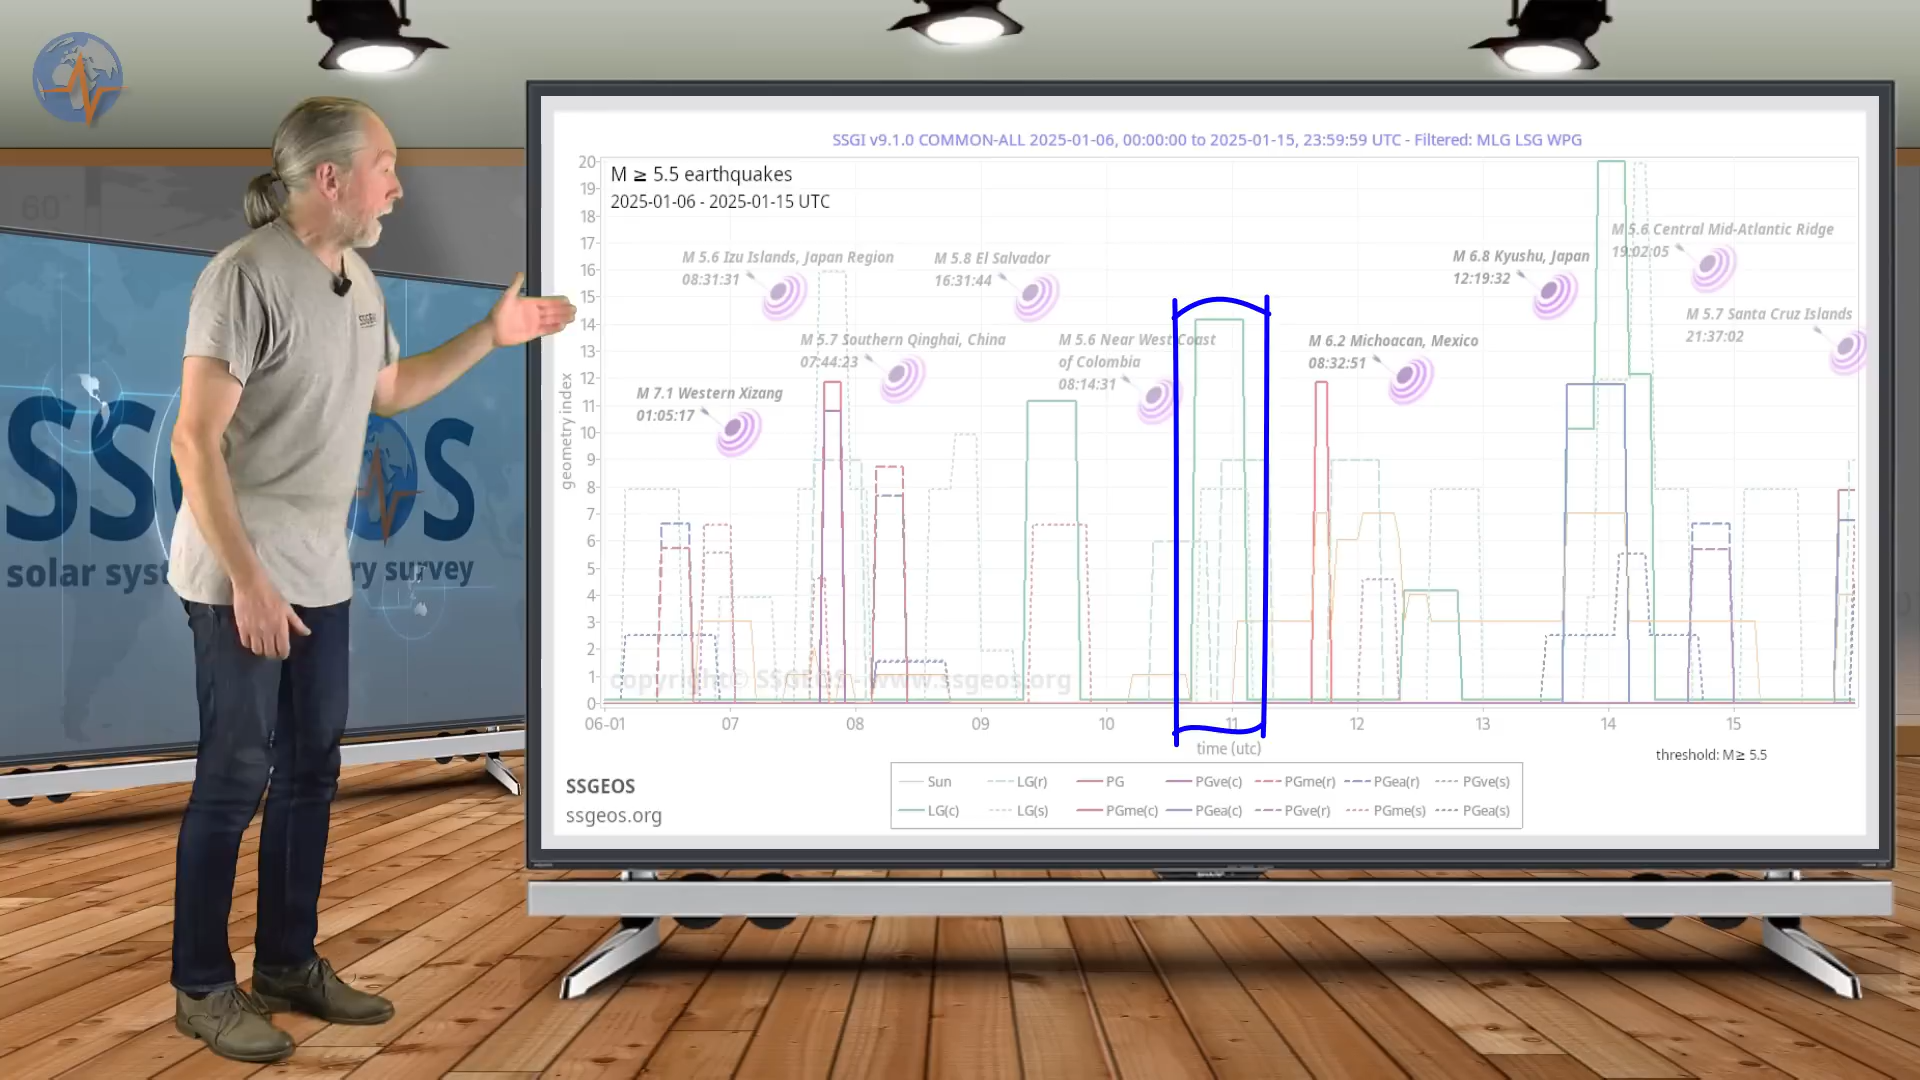 SSGI v9.1.0 COMMON-ALL 2025-01-06, 00:00:00 to 2025-01-15, 23:59:59 UTC - Filtered: MLG LSG WPG
M ≥ 5.5 earthquakes
2025-01-06 - 2025-01-15 UTC
M 5.6 Izu Islands, Japan Region
08:31:31
M 5.8 El Salvador
16:31:44
M 6.8 Kyushu, Japan
12:19:32
M 5.6 Central Mid-Atlantic Ridge
19:02:05
M 5.7 Southern Qinghai, China
07:44:23
M 5.6 Near West Coast
of Colombia
08:14:31
M 6.2 Michoacan, Mexico
08:32:51
M 5.7 Santa Cruz Islands
21:37:02
M 7.1 Western Xizang
01:05:17
geometry index
20
19
18
17
16
15
14
13
12
11
10
9
8
7
6
5
4
3
2
1
0
copyright© SSGEOS - www.ssgeos.org
06-01 07 08 09 10 11 12 13 14 15
time (utc)
threshold: M≥ 5.5
SSGEOS
ssgeos.org
Sun LG(r) PG PGve(c) PGme(r) PGea(r) PGve(s)
LG(c) LG(s) PGme(c) PGea(c) PGve(r) PGme(s) PGea(s)
60°
SS OS
solar syst ry survey